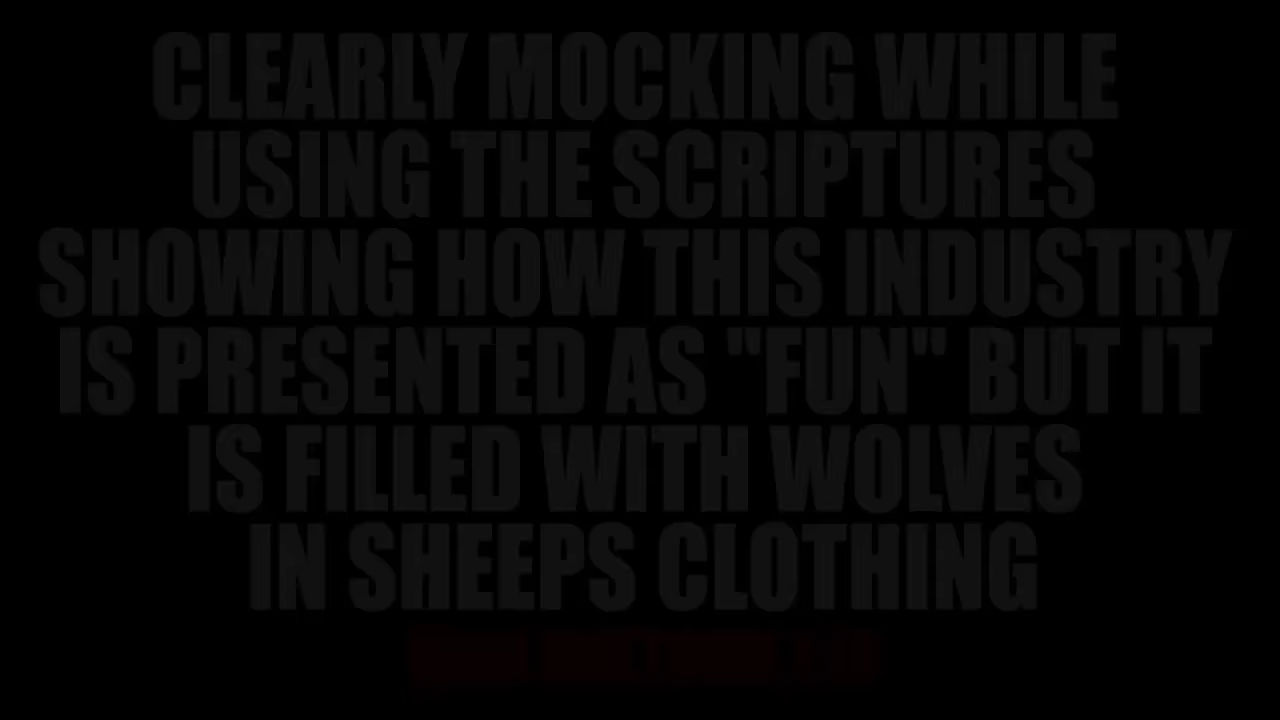 CLEARLY MOCKING WHILE
USING THE SCRIPTURES
SHOWING HOW THIS INDUSTRY
IS PRESENTED AS "FUN" BUT IT
IS FILLED WITH WOLVES
IN SHEEPS CLOTHING